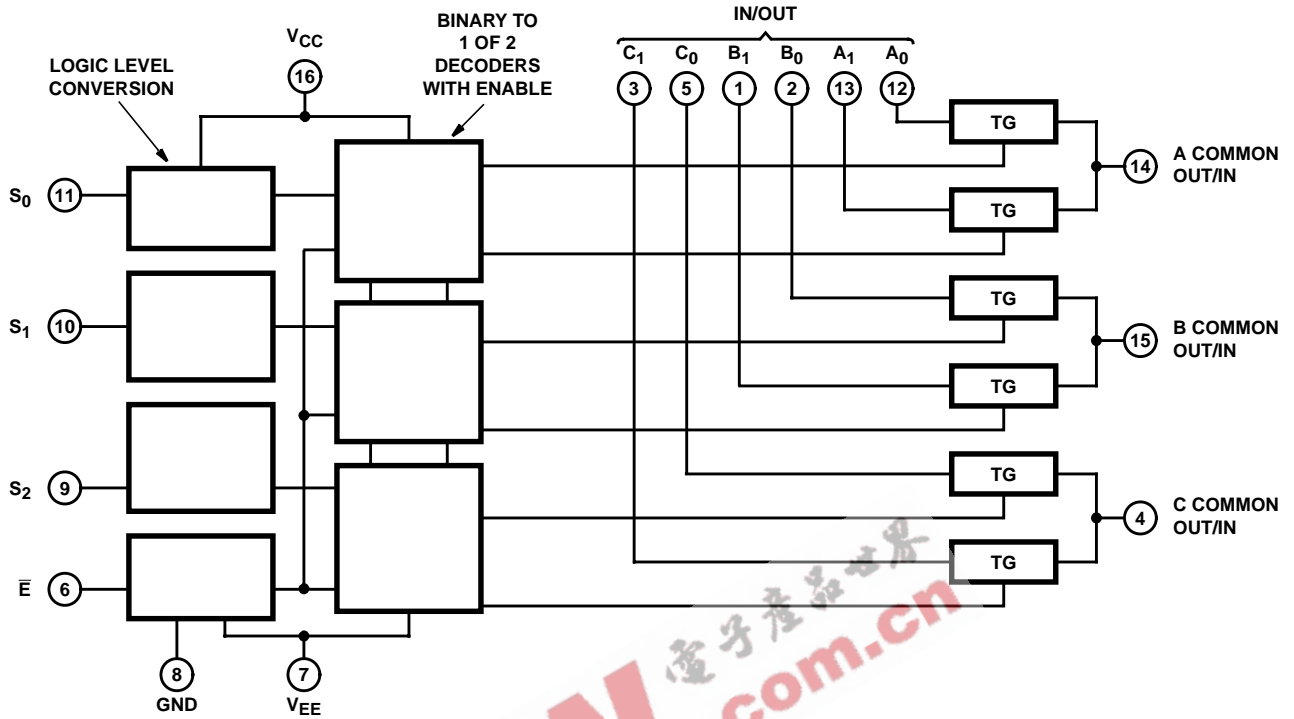 IN/OUT
BINARY TO
1 OF 2
DECODERS
WITH ENABLE
VCC
LOGIC LEVEL
CONVERSION
16
C1 C0 B1 B0 A1 A0
3 5 1 2 13 12
TG
A COMMON
OUT/IN
14
S0 11
TG
TG
S1 10
B COMMON
OUT/IN
15
TG
TG
S2 9
C COMMON
OUT/IN
4
TG
E̅ 6
8
GND
7
VEE
電子產品世界
com.cn